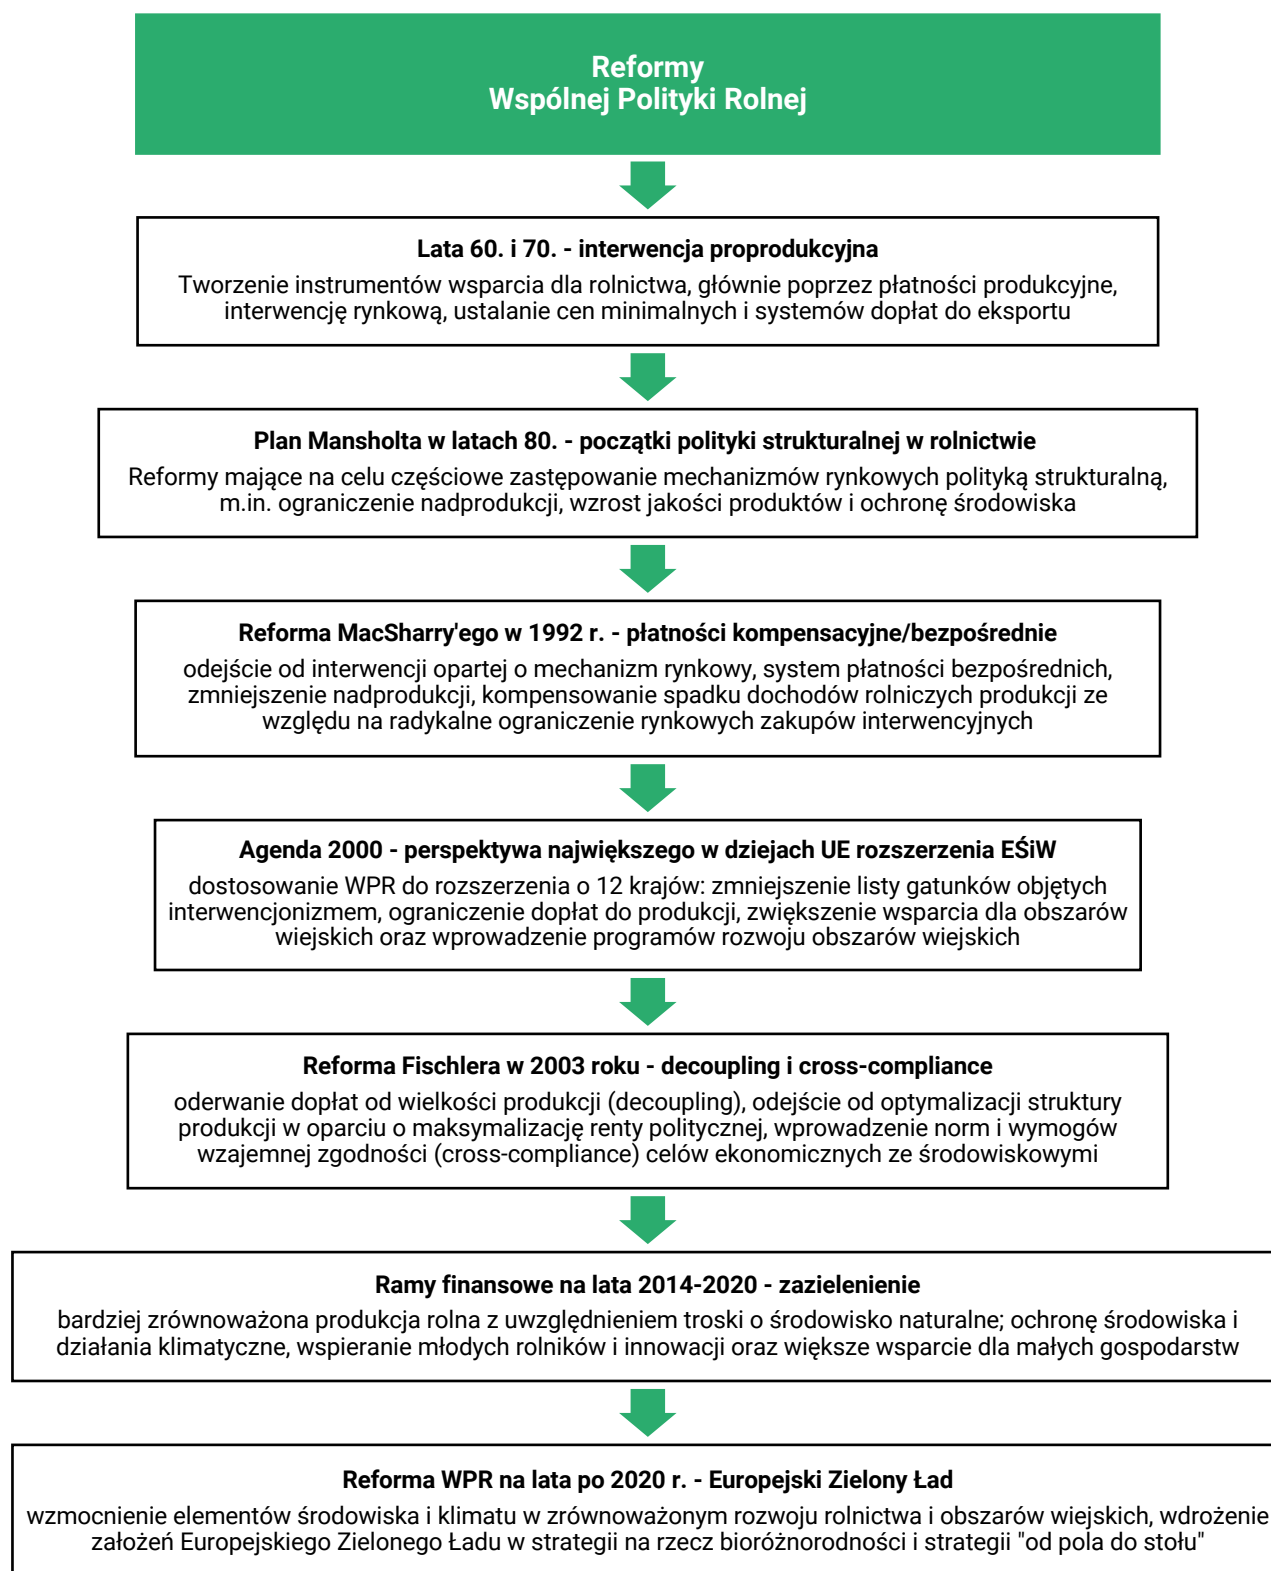 Reformy
Wspólnej Polityki Rolnej
Lata 60. i 70. - interwencja proprodukcyjna
Tworzenie instrumentów wsparcia dla rolnictwa, głównie poprzez płatności produkcyjne,
interwencję rynkową, ustalanie cen minimalnych i systemów dopłat do eksportu
Plan Mansholta w latach 80. - początki polityki strukturalnej w rolnictwie
Reformy mające na celu częściowe zastępowanie mechanizmów rynkowych polityką strukturalną,
m.in. ograniczenie nadprodukcji, wzrost jakości produktów i ochronę środowiska
Reforma MacSharry'ego w 1992 r. - płatności kompensacyjne/bezpośrednie
odejście od interwencji opartej o mechanizm rynkowy, system płatności bezpośrednich,
zmniejszenie nadprodukcji, kompensowanie spadku dochodów rolniczych produkcji ze
względu na radykalne ograniczenie rynkowych zakupów interwencyjnych
Agenda 2000 - perspektywa największego w dziejach UE rozszerzenia EŚiW
dostosowanie WPR do rozszerzenia o 12 krajów: zmniejszenie listy gatunków objętych
interwencjonizmem, ograniczenie dopłat do produkcji, zwiększenie wsparcia dla obszarów
wiejskich oraz wprowadzenie programów rozwoju obszarów wiejskich
Reforma Fischlera w 2003 roku - decoupling i cross-compliance
oderwanie dopłat od wielkości produkcji (decoupling), odejście od optymalizacji struktury
produkcji w oparciu o maksymalizację renty politycznej, wprowadzenie norm i wymogów
wzajemnej zgodności (cross-compliance) celów ekonomicznych ze środowiskowymi
Ramy finansowe na lata 2014-2020 - zazielenienie
bardziej zrównoważona produkcja rolna z uwzględnieniem troski o środowisko naturalne; ochronę środowiska i
działania klimatyczne, wspieranie młodych rolników i innowacji oraz większe wsparcie dla małych gospodarstw
Reforma WPR na lata po 2020 r. - Europejski Zielony Ład
wzmocnienie elementów środowiska i klimatu w zrównoważonym rozwoju rolnictwa i obszarów wiejskich, wdrożenie
założeń Europejskiego Zielonego Ładu w strategii na rzecz bioróżnorodności i strategii "od pola do stołu"